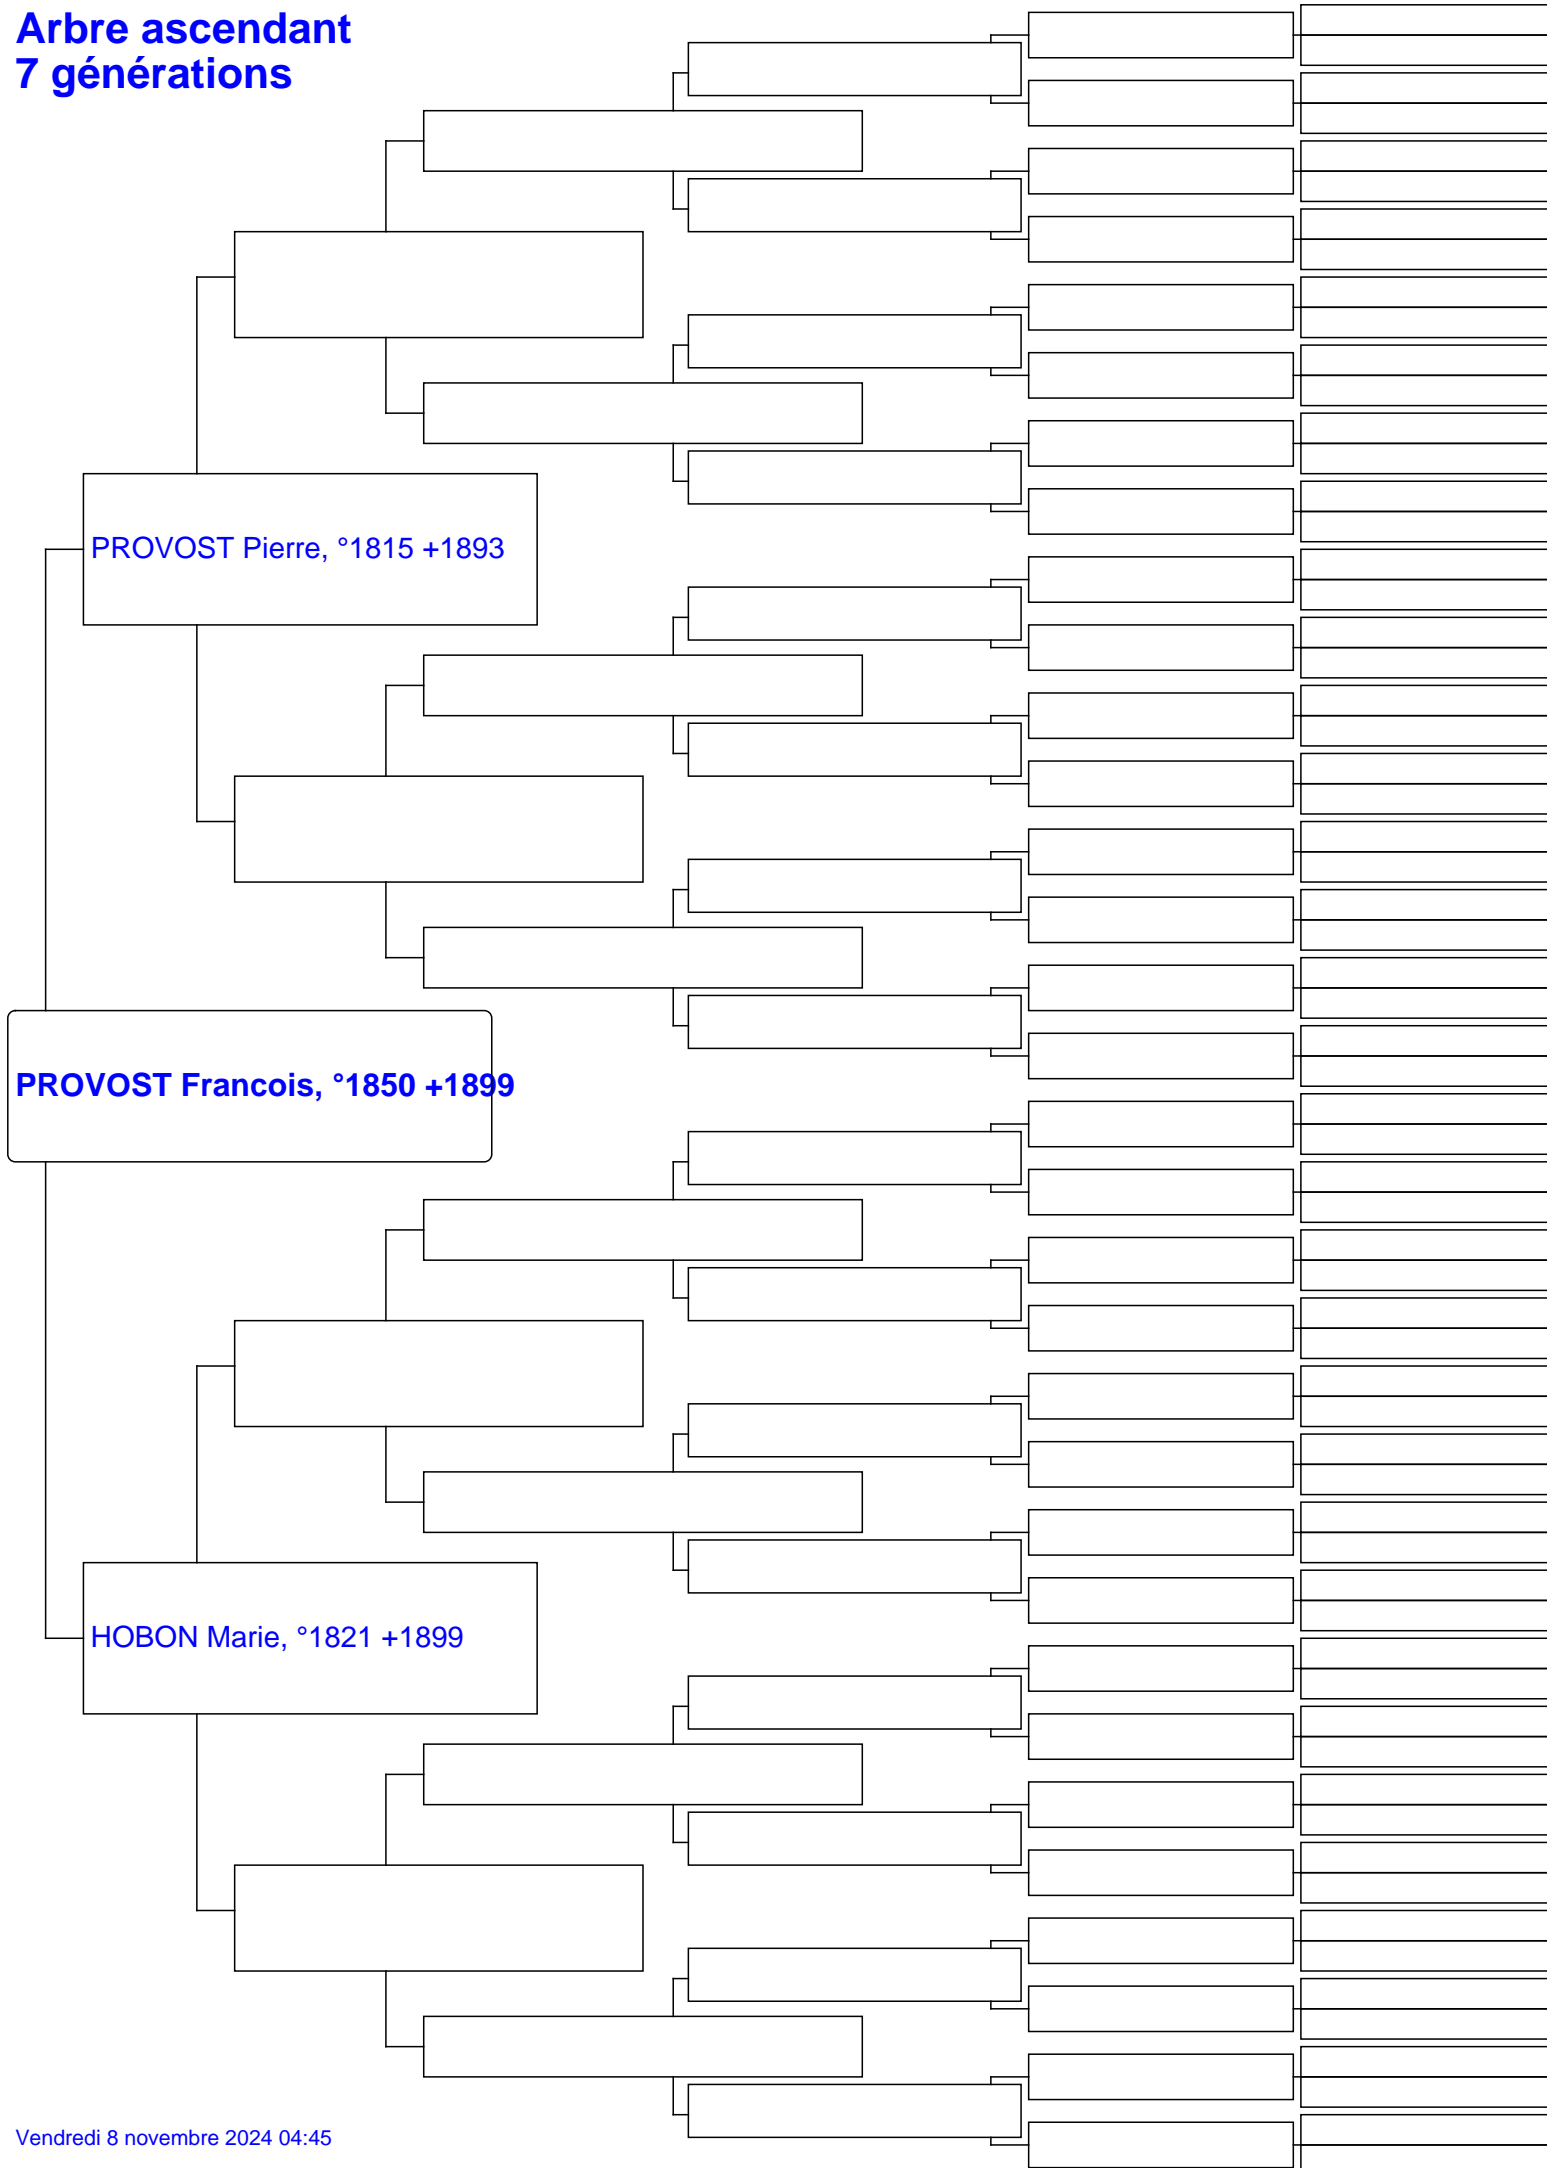 Arbre ascendant
7 générations
PROVOST Pierre, °1815 +1893
PROVOST Francois, °1850 +1899
HOBON Marie, °1821 +1899
Vendredi 8 novembre 2024 04:45